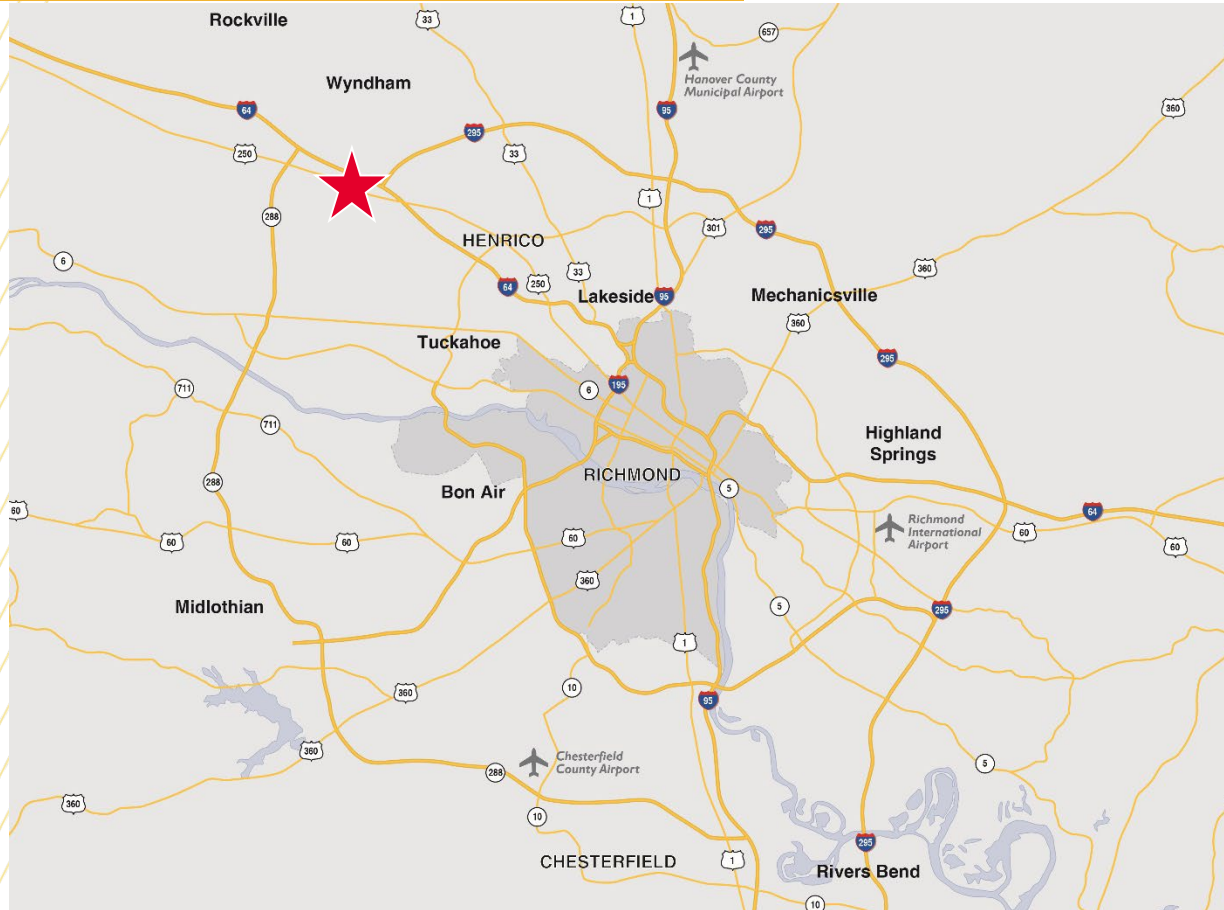 Rockville
33
1
657
Wyndham
Hanover County
Municipal Airport
64
95
360
295
250
33
1
288
301
295
HENRICO
6
33
360
250
64
Lakeside
95
Mechanicsville
360
Tuckahoe
295
195
6
711
711
Highland
Springs
RICHMOND
288
Bon Air
5
60
64
Richmond
International
Airport
60
60
60
60
60
360
Midlothian
5
295
1
10
360
95
360
Chesterfield
County Airport
288
5
360
10
295
CHESTERFIELD
1
Rivers Bend
10